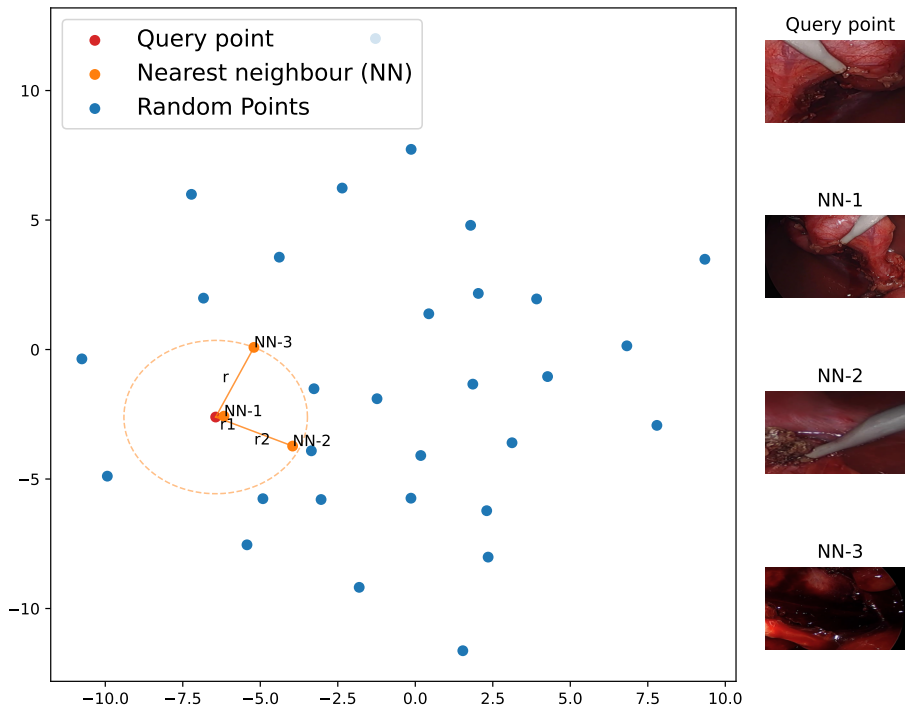 Query point
Nearest neighbour (NN)
Random Points
10
5
0
−5
−10
−10.0
−7.5
−5.0
−2.5
0.0
2.5
5.0
7.5
10.0
NN-3
r
NN-1
r1
r2
NN-2
Query point
NN-1
NN-2
NN-3